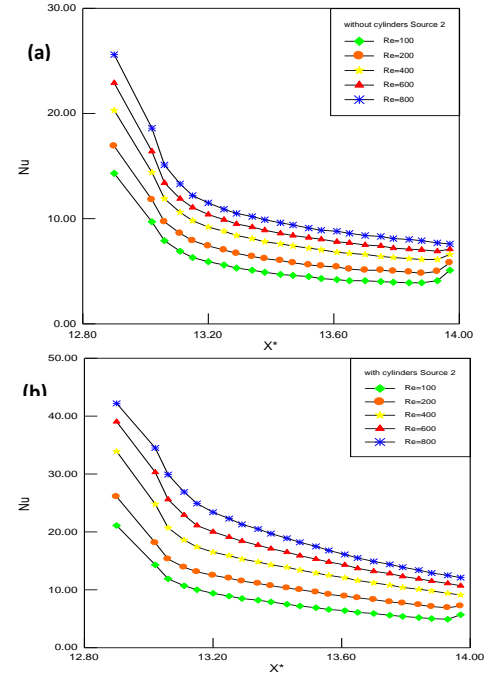 30.00
(a)
without cylinders Source 2
Re=100
Re=200
Re=400
Re=600
Re=800
20.00
Nu
10.00
0.00
12.80
13.20
13.60
14.00
X*
50.00
(b)
with cylinders Source 2
Re=100
Re=200
Re=400
Re=600
Re=800
40.00
30.00
Nu
20.00
10.00
0.00
12.80
13.20
13.60
14.00
X*